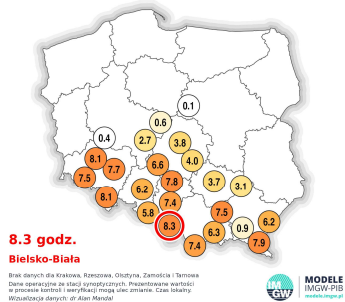 0.1
0.6
0.4
2.7
3.8
8.1
7.7
6.6
4.0
7.5
7.8
3.7
3.1
8.1
6.2
7.4
5.8
7.5
8.3
6.3
0.9
6.2
7.4
7.9
8.3 godz.
Bielsko-Biała
Brak danych dla Krakowa, Rzeszowa, Olsztyna, Zamościa i Tarnowa
Dane operacyjne ze stacji synoptycznych. Prezentowane wartości
w procesie kontroli i weryfikacji mogą ulec zmianie. Czas lokalny.
Wizualizacja danych: dr Alan Mandal
IM
GW
MODELE
IMGW-PIB
modele.imgw.pl